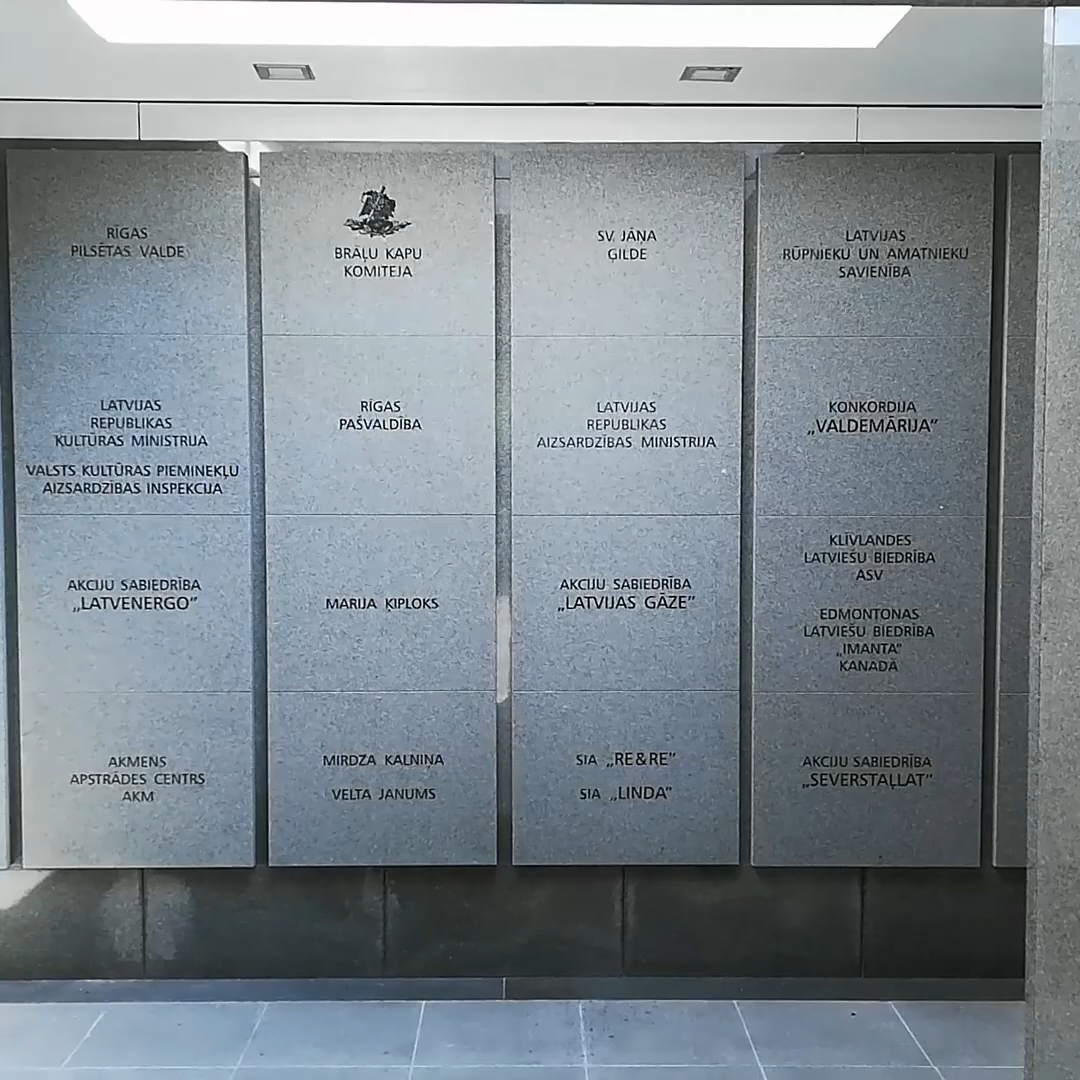 RĪGAS
PILSĒTAS VALDE
LATVIJAS
REPUBLIKAS
KULTŪRAS MINISTRIJA
VALSTS KULTŪRAS PIEMINEKĻU
AIZSARDZĪBAS INSPEKCIJA
AKCIJU SABIEDRĪBA
„LATVENERGO”
AKMENS
APSTRĀDES CENTRS
AKM
BRĀĻU KAPU
KOMITEJA
RĪGAS
PAŠVALDĪBA
MARIJA ĶIPLOKS
MIRDZA KALNIŅA
VELTA JANUMS
SV. JĀŅA
ĢILDE
LATVIJAS
REPUBLIKAS
AIZSARDZĪBAS MINISTRIJA
AKCIJU SABIEDRĪBA
„LATVIJAS GĀZE”
SIA „RE&RE”
SIA „LINDA”
LATVIJAS
RŪPNIEKU UN AMATNIEKU
SAVIENĪBA
KONKORDIJA
„VALDEMĀRIJA”
KLĪVLANDES
LATVIEŠU BIEDRĪBA
ASV
EDMONTONAS
LATVIEŠU BIEDRĪBA
„IMANTA”
KANADĀ
AKCIJU SABIEDRĪBA
„SEVERSTAĻLAT”